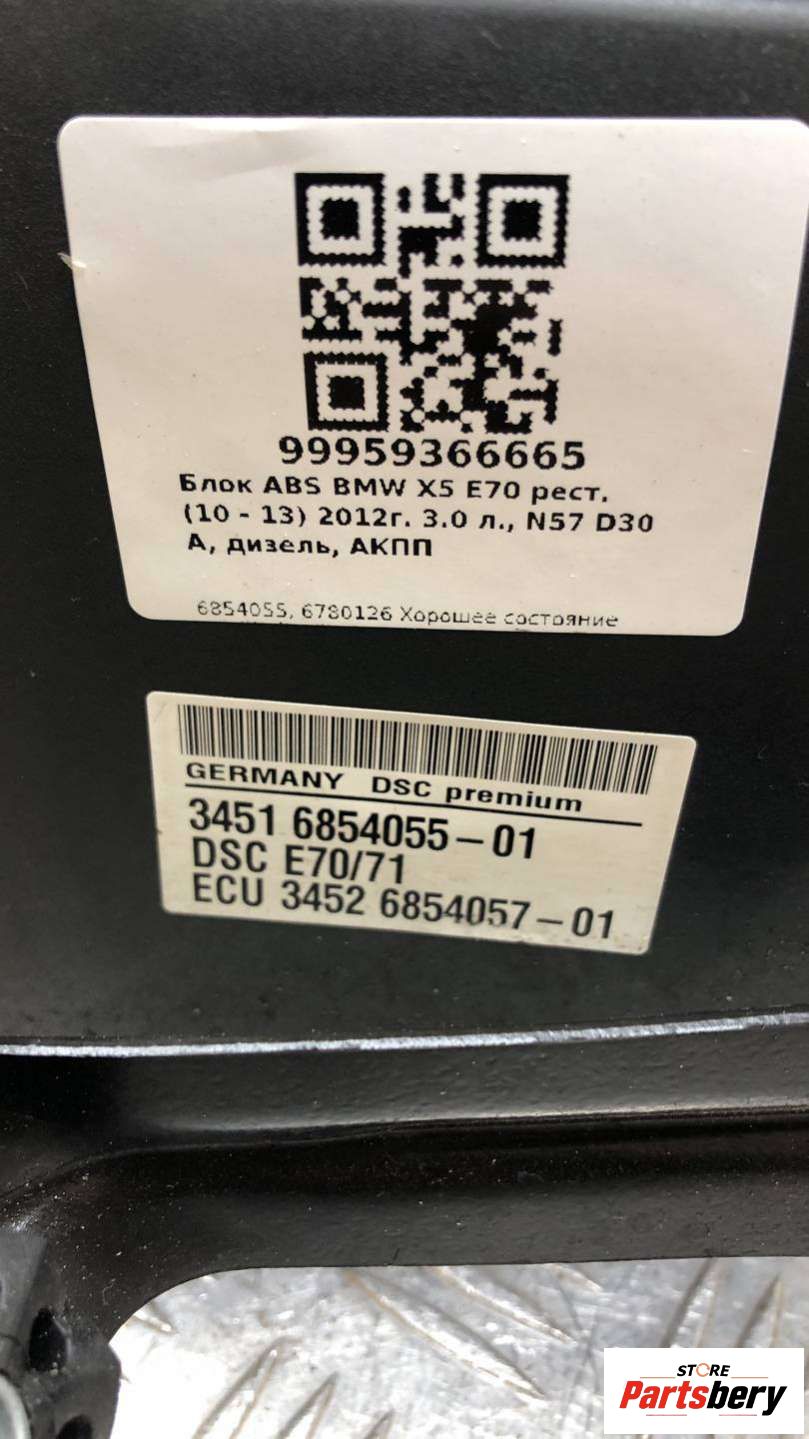 99959366665
Блок ABS BMW X5 E70 рест.
(10 - 13) 2012г. 3.0 л., N57 D30
А, дизель, АКПП
6854055, 6780126 Хорошее состояние
GERMANY DSC premium
3451 6854055-01
DSC E70/71
ECU 3452 6854057-01
STORE
Partsbery